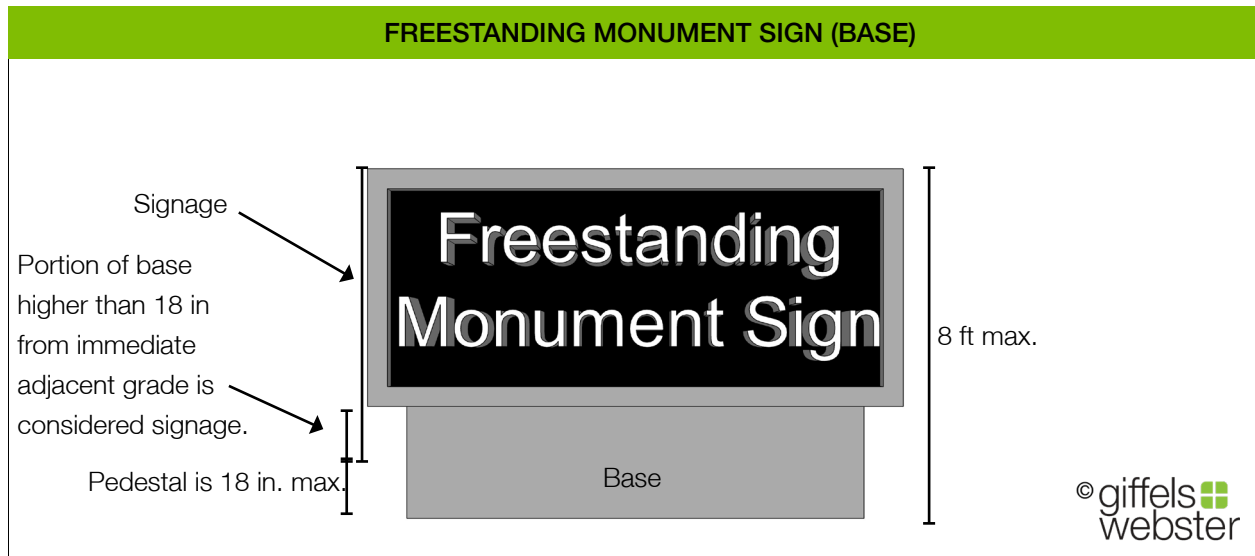 FREESTANDING MONUMENT SIGN (BASE)
Signage
Portion of base
higher than 18 in
from immediate
adjacent grade is
considered signage.
Pedestal is 18 in. max.
Freestanding
Monument Sign
Base
8 ft max.
© giffels
webster